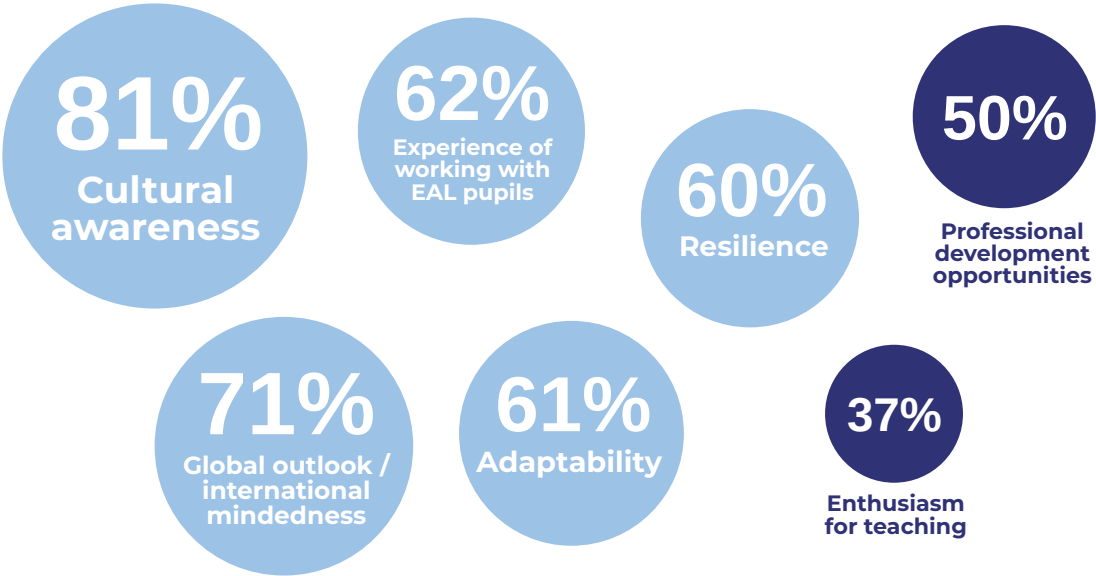 81%
Cultural
awareness
62%
Experience of
working with
EAL pupils
60%
Resilience
50%
Professional
development
opportunities
71%
Global outlook /
international
mindedness
61%
Adaptability
37%
Enthusiasm
for teaching